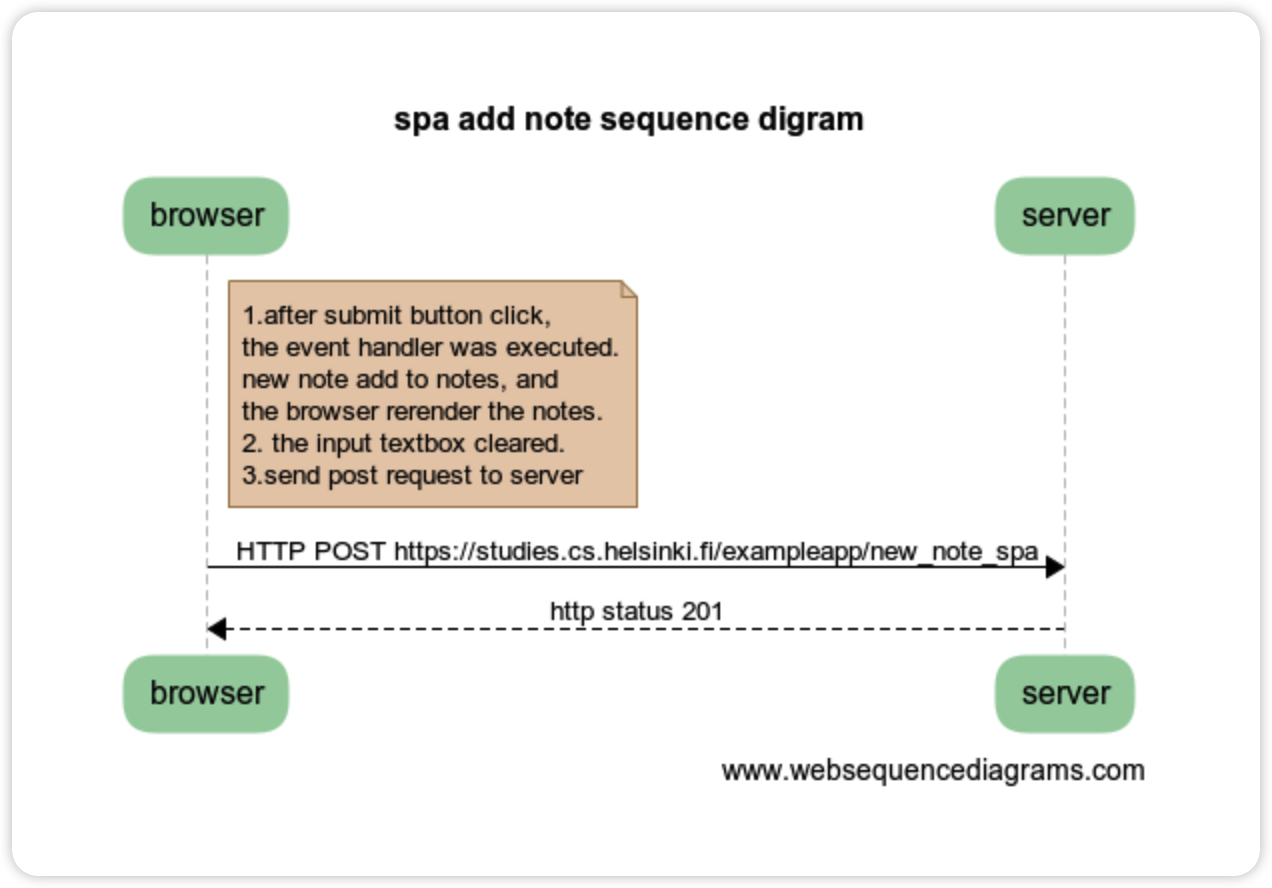 spa add note sequence digram
browser
server
1.after submit button click,
the event handler was executed.
new note add to notes, and
the browser rerender the notes.
2. the input textbox cleared.
3.send post request to server
HTTP POST https://studies.cs.helsinki.fi/exampleapp/new_note_spa
http status 201
browser
server
www.websequencediagrams.com